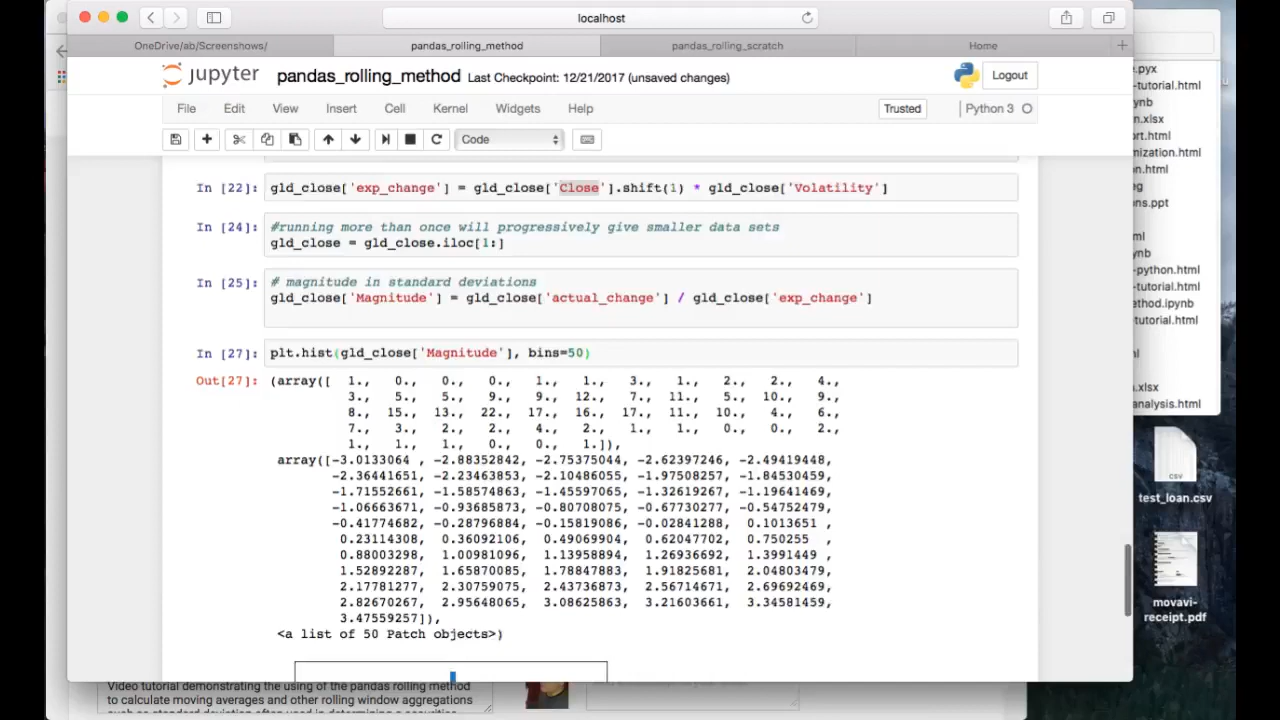 localhost
OneDrive/ab/Screenshows/ pandas_rolling_method pandas_rolling_scratch Home
jupyter pandas_rolling_method Last Checkpoint: 12/21/2017 (unsaved changes) Logout
File Edit View Insert Cell Kernel Widgets Help Trusted Python 3
Code
In [22]: gld_close['exp_change'] = gld_close['Close'].shift(1) * gld_close['Volatility']
In [24]: #running more than once will progressively give smaller data sets
gld_close = gld_close.iloc[1:]
In [25]: # magnitude in standard deviations
gld_close['Magnitude'] = gld_close['actual_change'] / gld_close['exp_change']
In [27]: plt.hist(gld_close['Magnitude'], bins=50)
Out[27]: (array([ 1., 0., 0., 0., 1., 1., 3., 1., 2., 2., 4.,
3., 5., 5., 9., 9., 12., 7., 11., 5., 10., 9.,
8., 15., 13., 22., 17., 16., 17., 11., 10., 4., 6.,
7., 3., 2., 2., 4., 2., 1., 1., 0., 0., 2.,
1., 1., 1., 0., 0., 1.]),
array([-3.0133064 , -2.88352842, -2.75375044, -2.62397246, -2.49419448,
-2.36441651, -2.23463853, -2.10486055, -1.97508257, -1.84530459,
-1.71552661, -1.58574863, -1.45597065, -1.32619267, -1.19641469,
-1.06663671, -0.93685873, -0.80708075, -0.67730277, -0.54752479,
-0.41774682, -0.28796884, -0.15819086, -0.02841288, 0.1013651 ,
0.23114308, 0.36092106, 0.49069904, 0.62047702, 0.750255 ,
0.88003298, 1.00981096, 1.13958894, 1.26936692, 1.3991449 ,
1.52892287, 1.65870085, 1.78847883, 1.91825681, 2.04803479,
2.17781277, 2.30759075, 2.43736873, 2.56714671, 2.69692469,
2.82670267, 2.95648065, 3.08625863, 3.21603661, 3.34581459,
3.47559257]),
<a list of 50 Patch objects>)
e.pyx
-tutorial.html
ynb
n.xlsx
ort.html
mization.html
n.html
eg
ons.ppt
ml
ynb
-python.html
-tutorial.html
ethod.ipynb
-tutorial.html
.xlsx
analysis.html
csv
test_loan.csv
movavi-
receipt.pdf
Video tutorial demonstrating the using of the pandas rolling method
to calculate moving averages and other rolling window aggregations